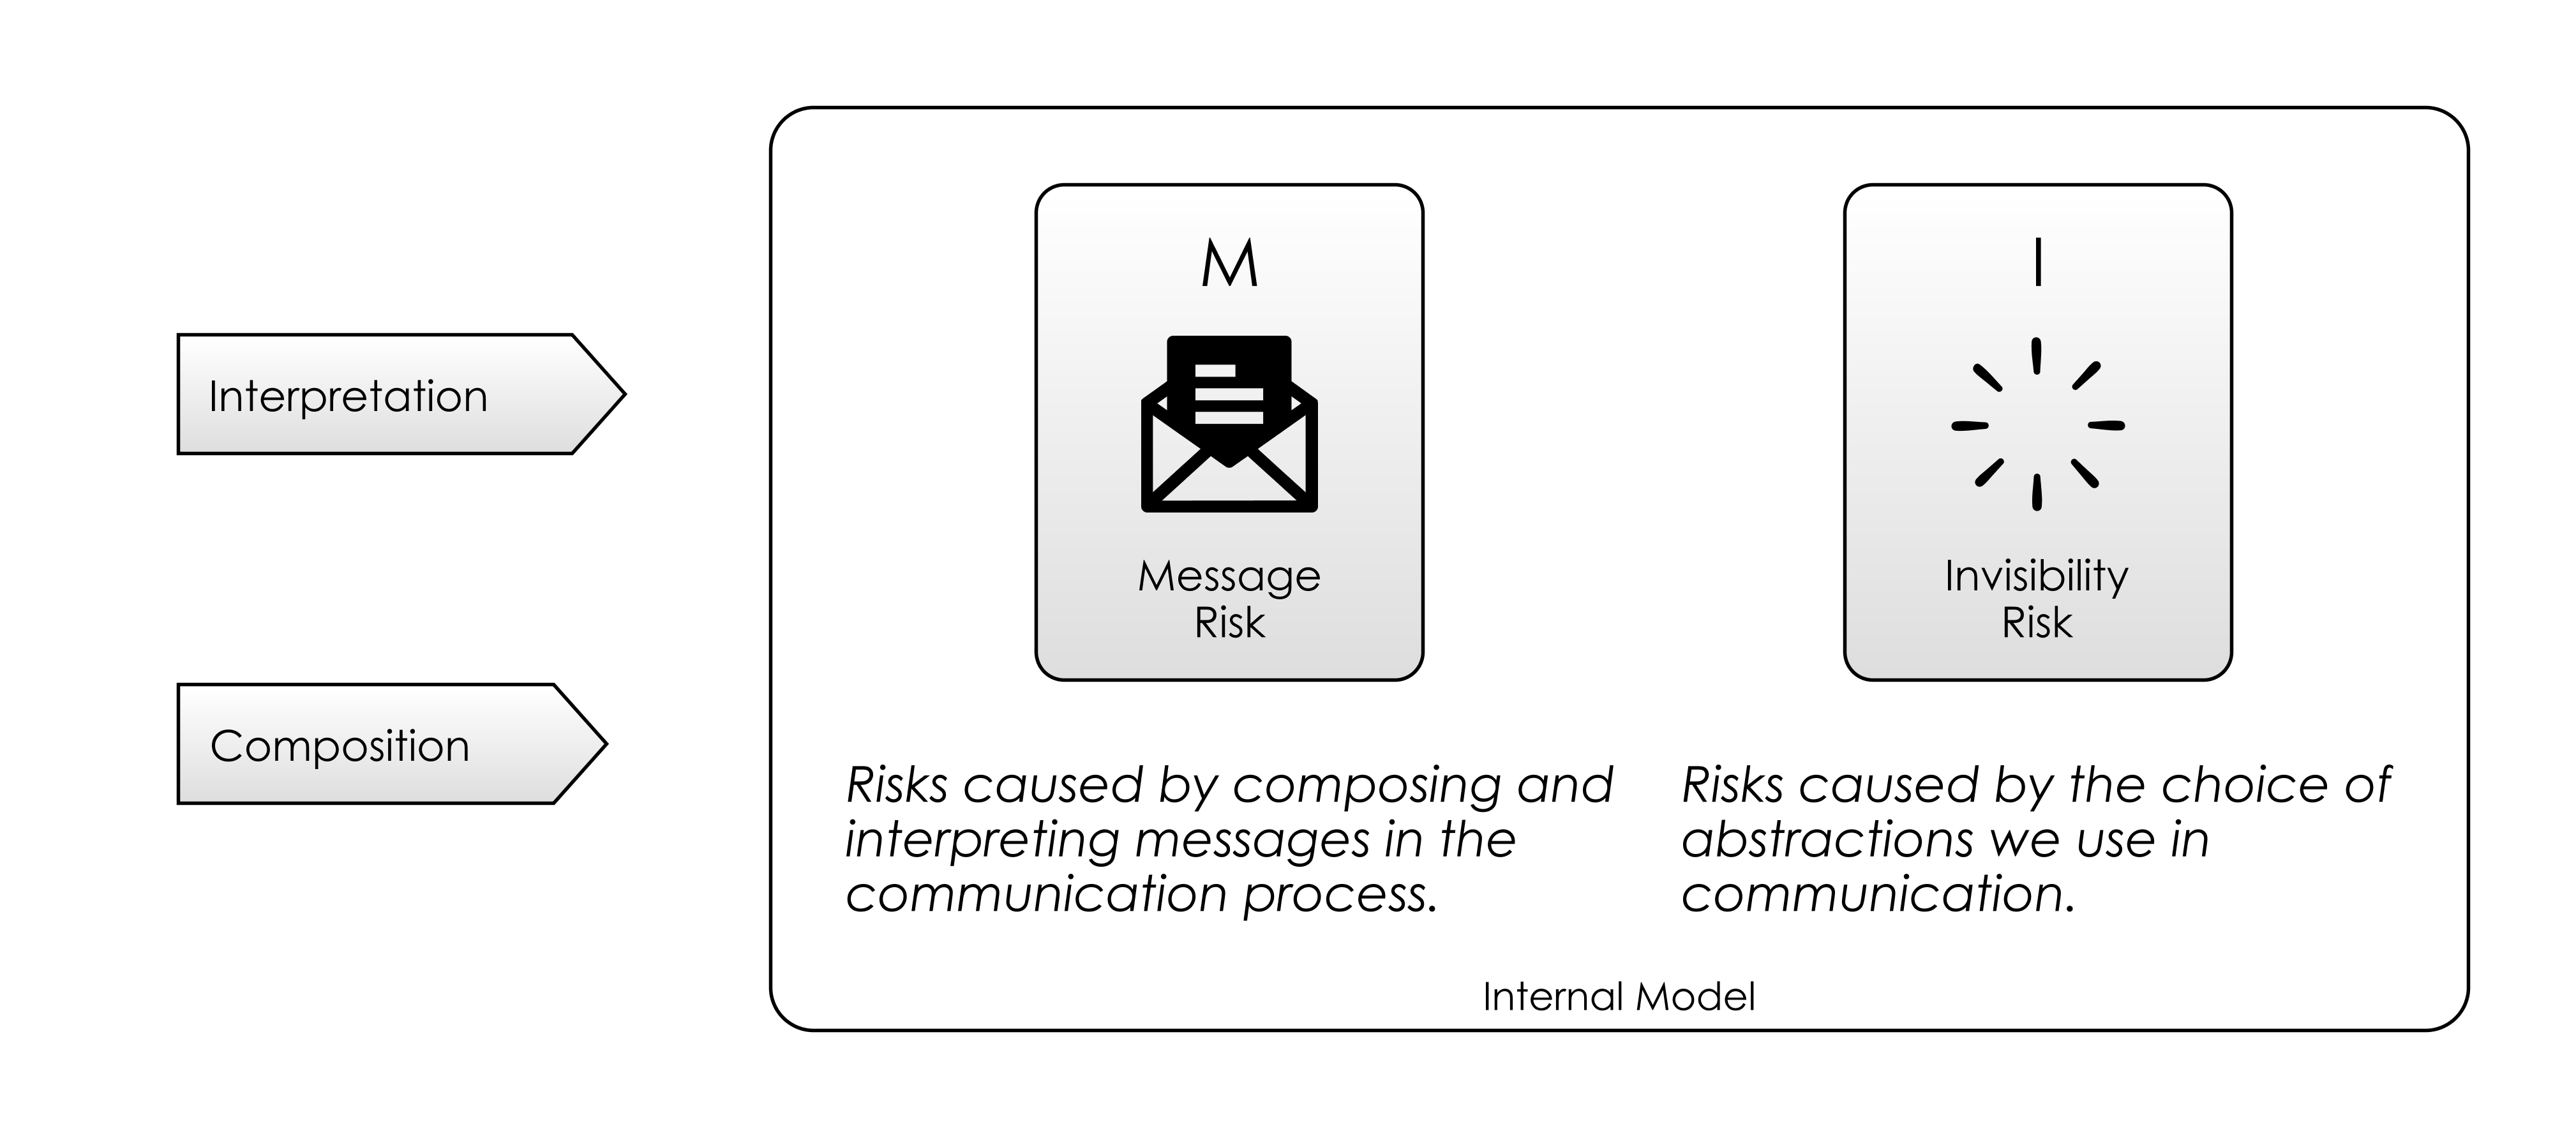 Interpretation
Composition
M
Message
Risk
Risks caused by composing and
interpreting messages in the
communication process.
I
Invisibility
Risk
Risks caused by the choice of
abstractions we use in
communication.
Internal Model